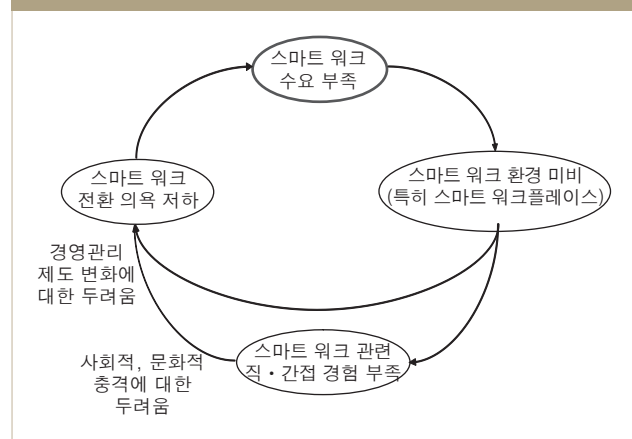 스마트 워크
수요 부족
스마트 워크
전환 의욕 저하
스마트 워크 환경 미비
(특히 스마트 워크플레이스)
경영관리
제도 변화에
대한 두려움
스마트 워크 관련
직·간접 경험 부족
사회적, 문화적
충격에 대한
두려움